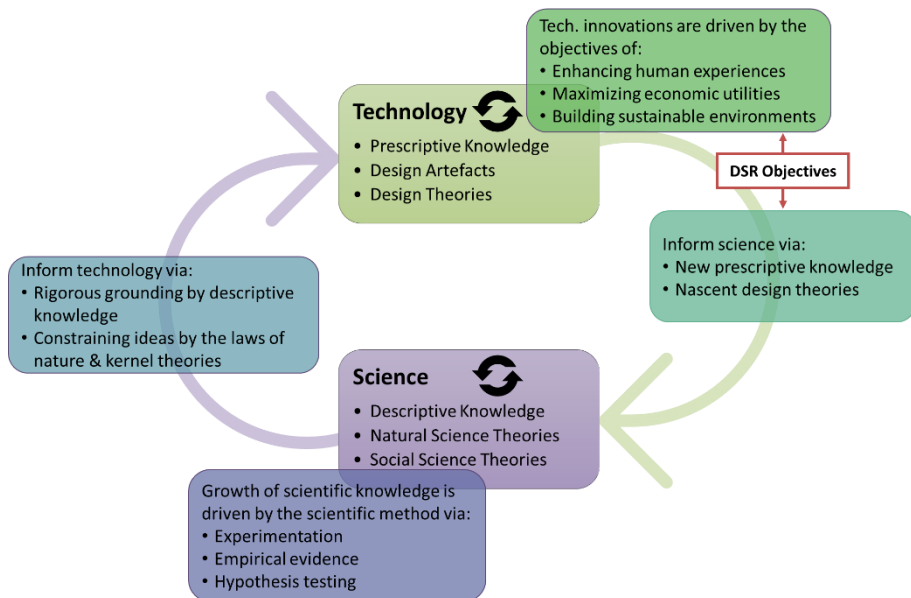 Tech. innovations are driven by the
objectives of:
• Enhancing human experiences
• Maximizing economic utilities
• Building sustainable environments
Technology
• Prescriptive Knowledge
• Design Artefacts
• Design Theories
DSR Objectives
Inform science via:
• New prescriptive knowledge
• Nascent design theories
Inform technology via:
• Rigorous grounding by descriptive
knowledge
• Constraining ideas by the laws of
nature & kernel theories
Science
• Descriptive Knowledge
• Natural Science Theories
• Social Science Theories
Growth of scientific knowledge is
driven by the scientific method via:
• Experimentation
• Empirical evidence
• Hypothesis testing